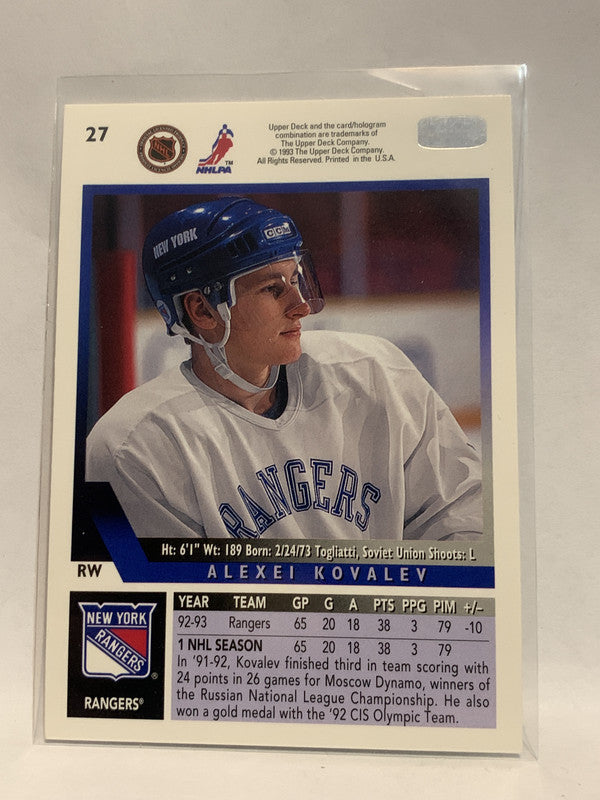 27
NHLPA™
Upper Deck and the card/hologram
combination are trademarks of
The Upper Deck Company.
© 1993 The Upper Deck Company.
All Rights Reserved. Printed in the U.S.A.
NEW YORK
CCM
RANGERS
Ht: 6'1" Wt: 189 Born: 2/24/73 Togliatti, Soviet Union Shoots: L
RW
ALEXEI KOVALEV
YEAR TEAM GP G A PTS PPG PIM +/–
92-93 Rangers 65 20 18 38 3 79 -10
1 NHL SEASON 65 20 18 38 3 79
In '91-92, Kovalev finished third in team scoring with
24 points in 26 games for Moscow Dynamo, winners of
the Russian National League Championship. He also
won a gold medal with the '92 CIS Olympic Team.
NEW YORK
RANGERS
®
RANGERS®